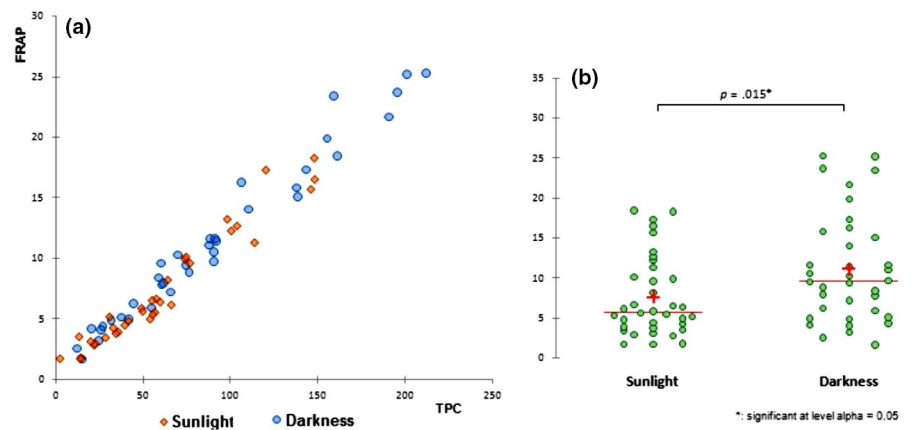 (a)
FRAP
30
25
20
15
10
5
0
0 50 100 150 200 250
TPC
Sunlight Darkness
(b)
35
30
25
20
15
10
5
0
p = .015*
Sunlight Darkness
*: significant at level alpha = 0.05